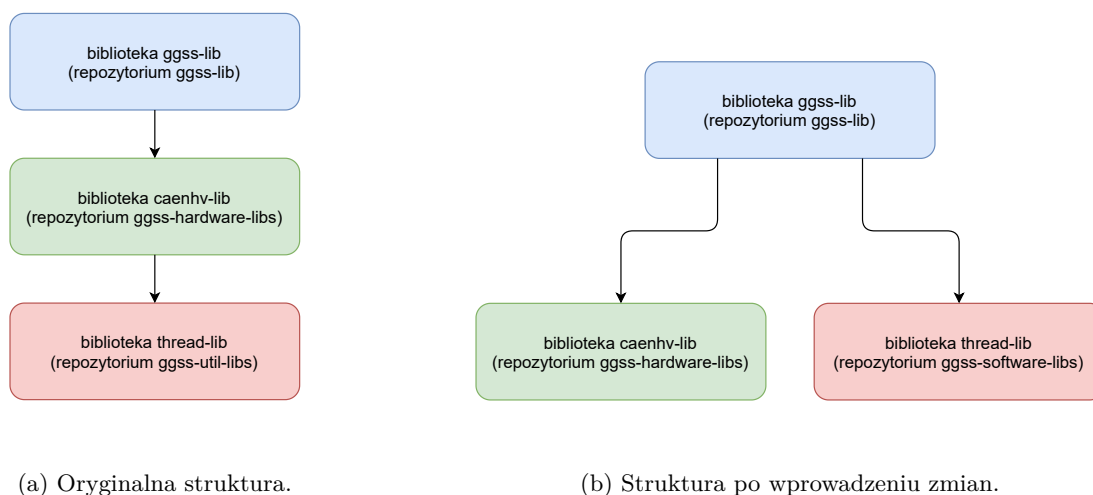 biblioteka ggss-lib
(repozytorium ggss-lib)
biblioteka caenhv-lib
(repozytorium ggss-hardware-libs)
biblioteka thread-lib
(repozytorium ggss-util-libs)
(a) Oryginalna struktura.
biblioteka ggss-lib
(repozytorium ggss-lib)
biblioteka caenhv-lib
(repozytorium ggss-hardware-libs)
biblioteka thread-lib
(repozytorium ggss-software-libs)
(b) Struktura po wprowadzeniu zmian.